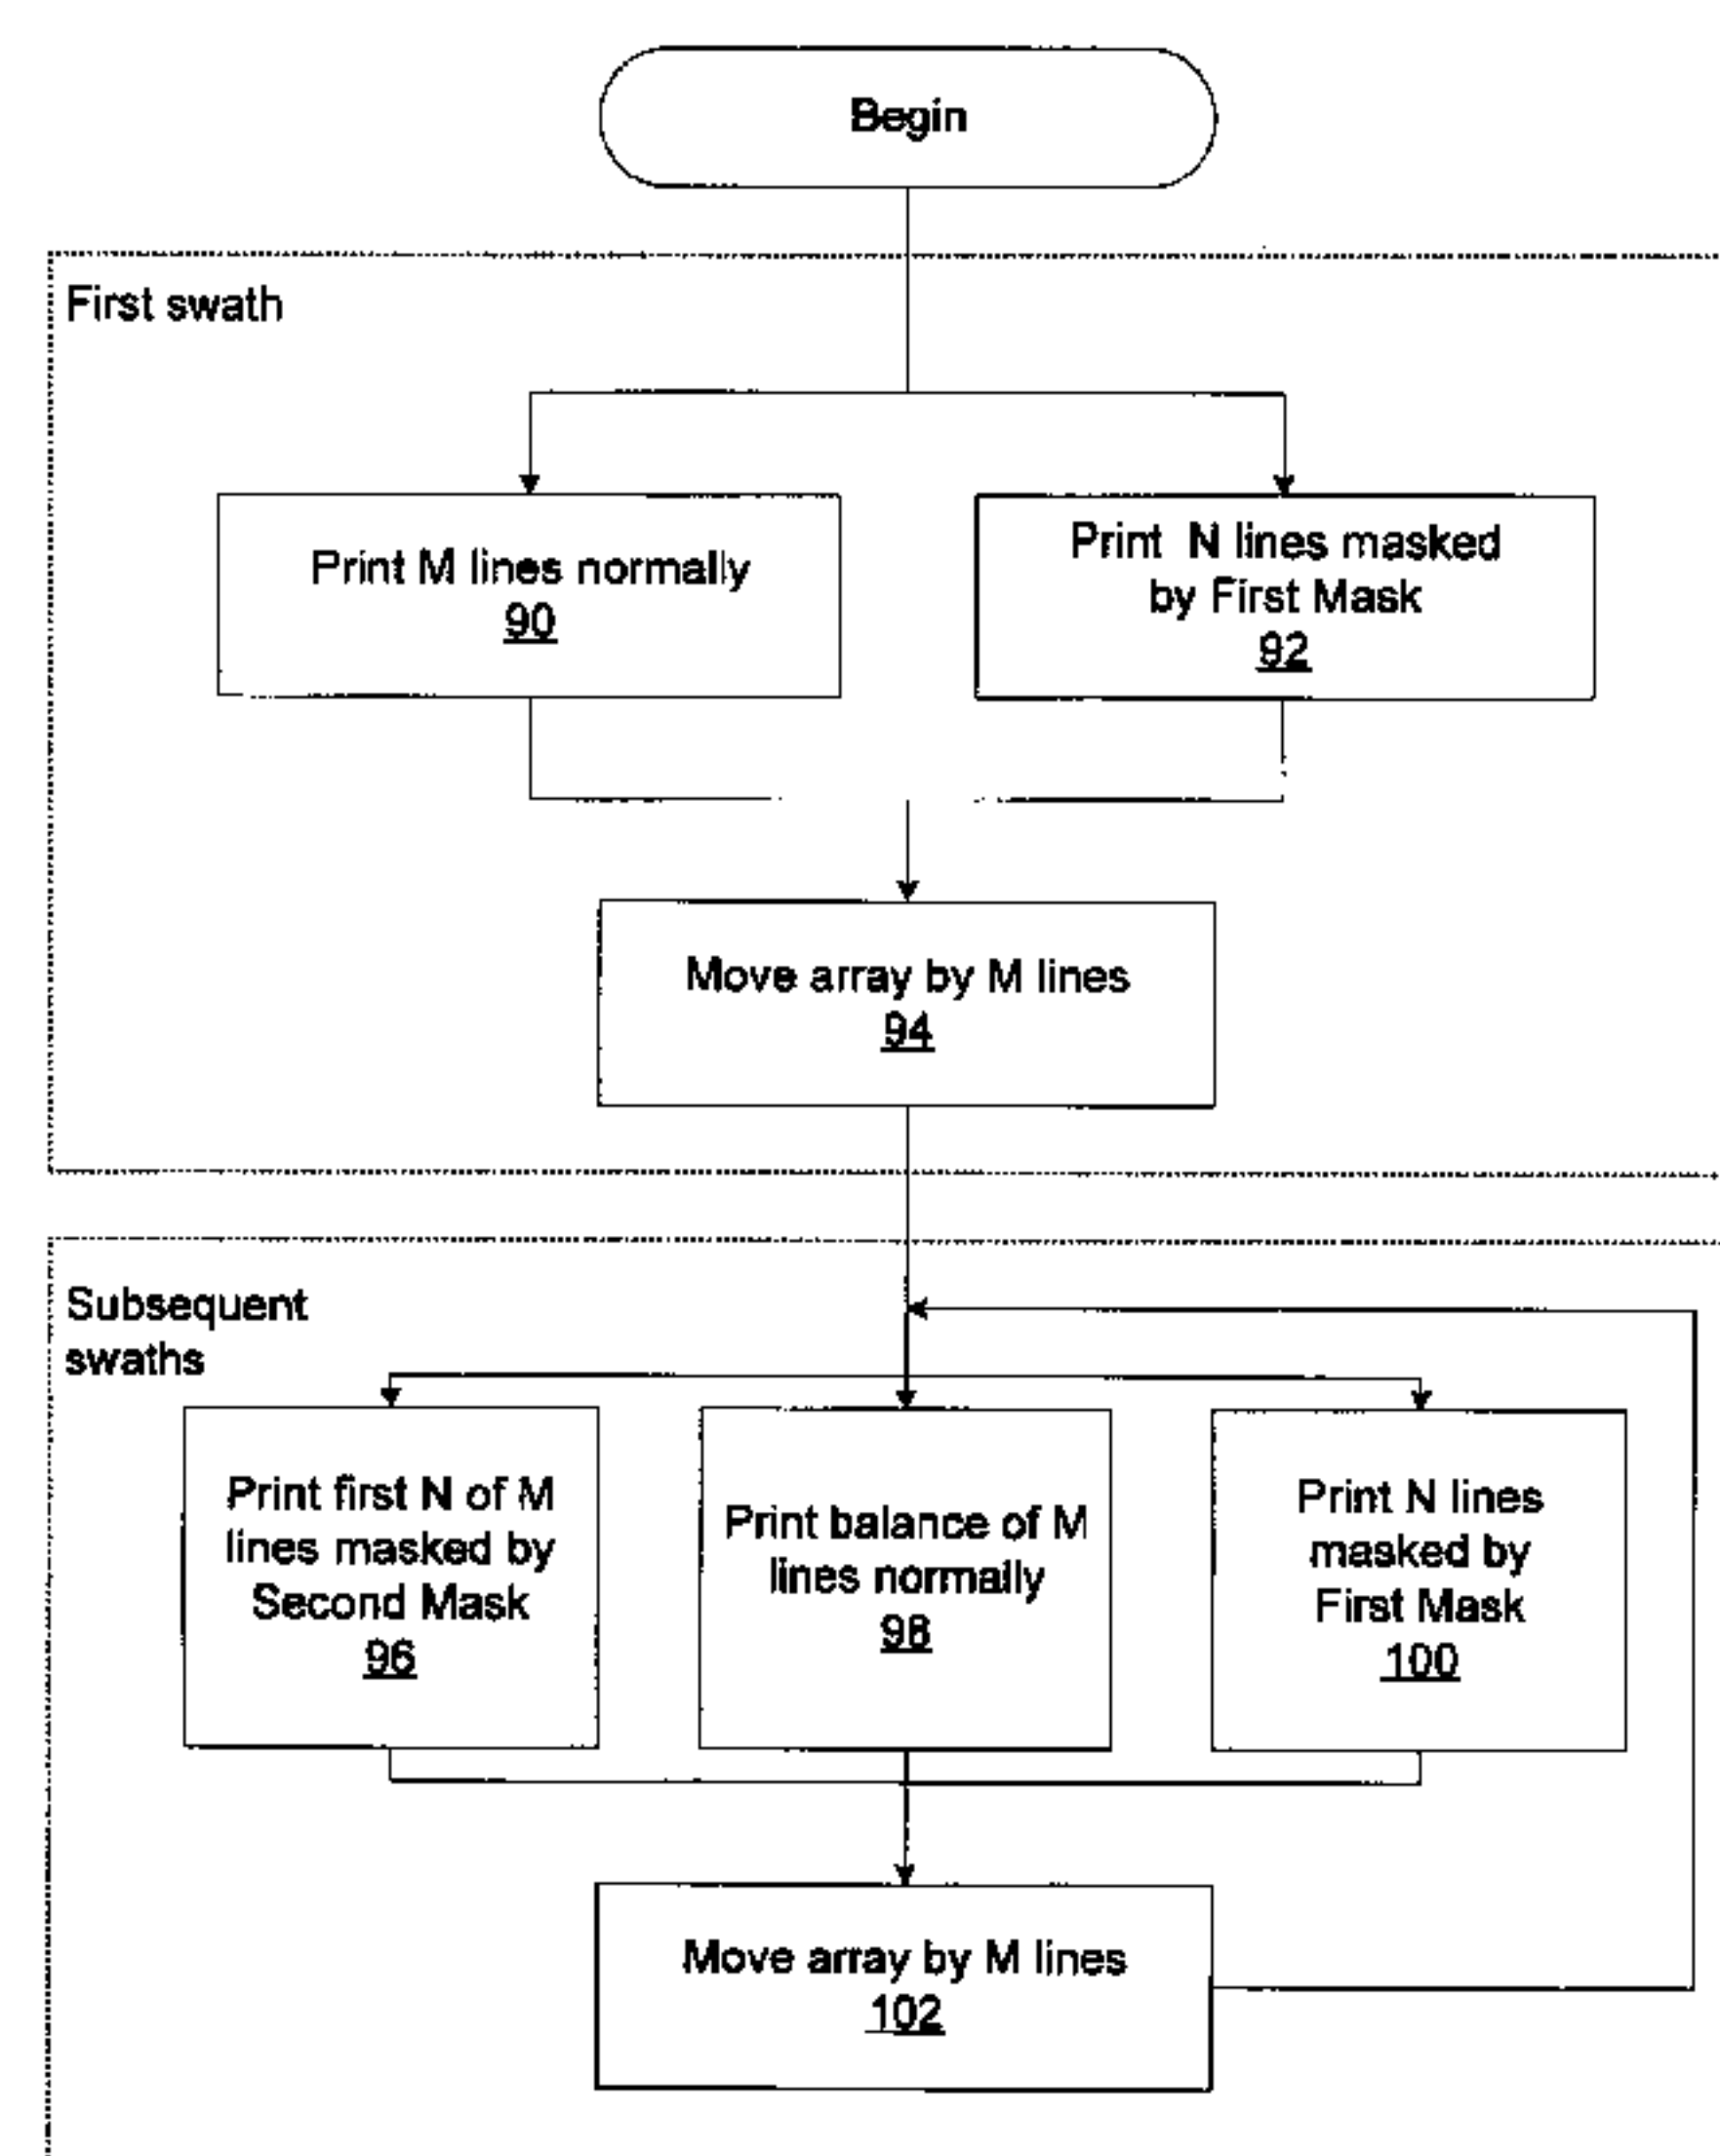 Begin
First swath
Print M lines normally
90
Print N lines masked
by First Mask
92
Move array by M lines
94
Subsequent
swaths
Print first N of M
lines masked by
Second Mask
96
Print balance of M
lines normally
98
Print N lines
masked by
First Mask
100
Move array by M lines
102